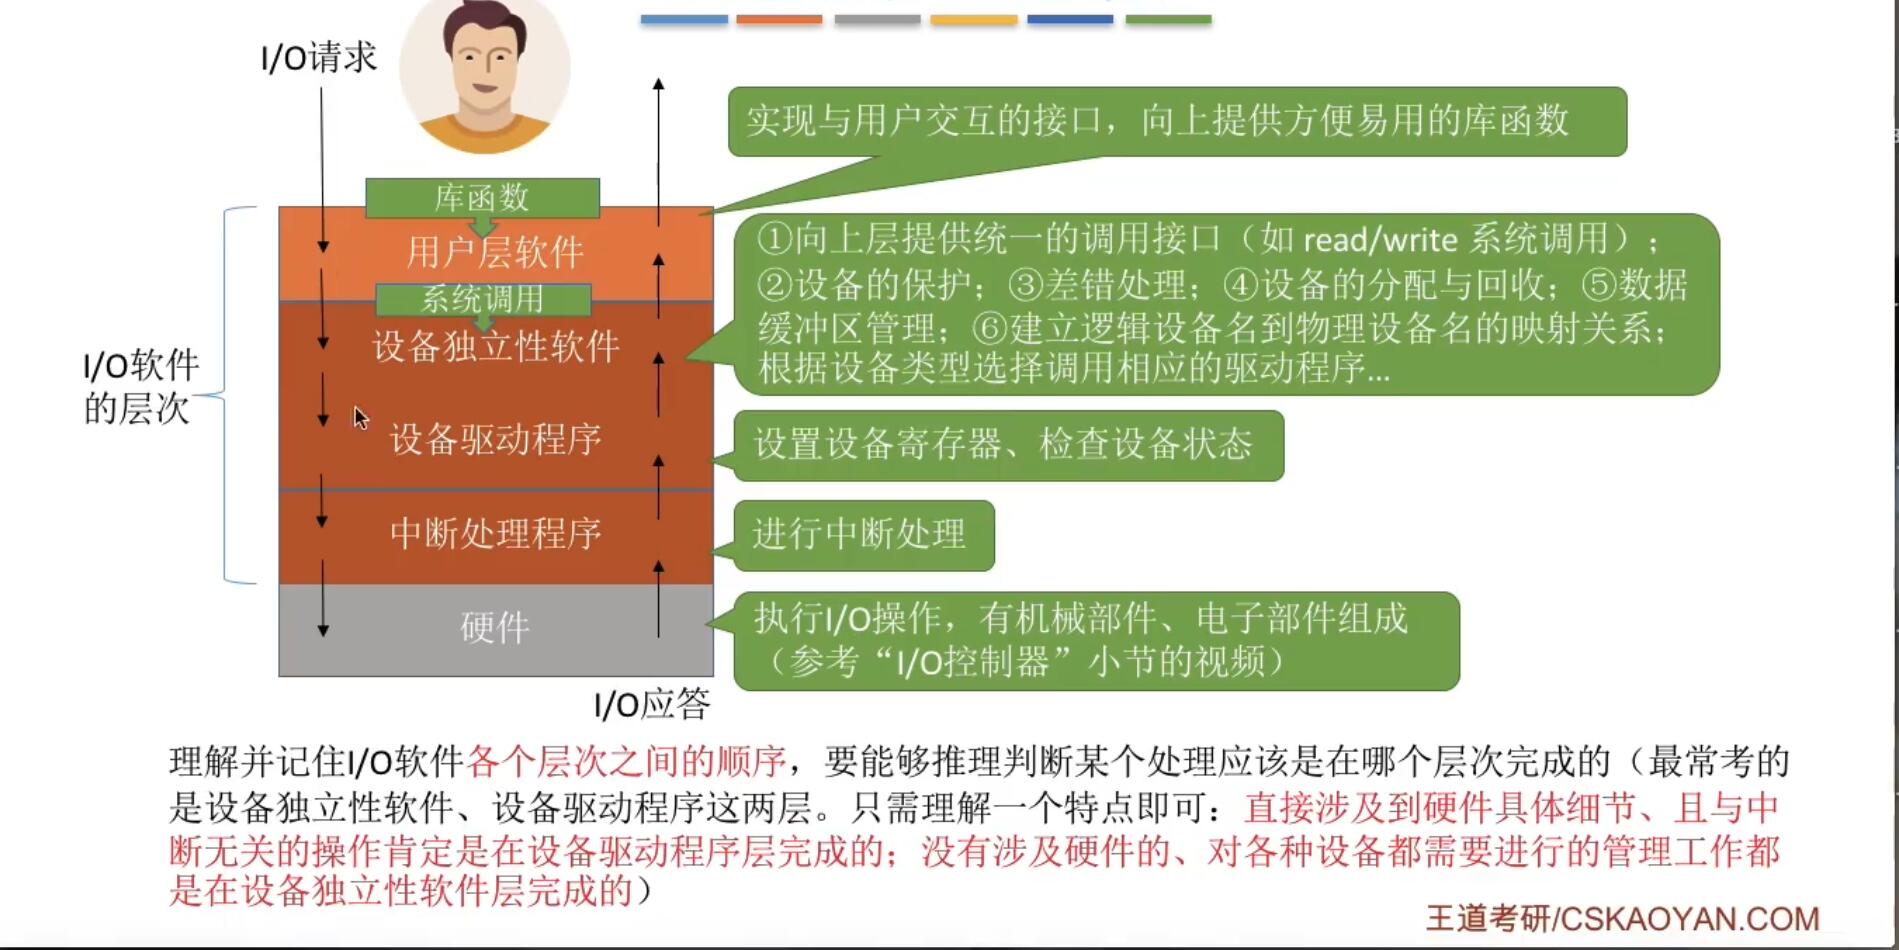 I/O请求
实现与用户交互的接口，向上提供方便易用的库函数
库函数
用户层软件
①向上层提供统一的调用接口（如 read/write 系统调用）；
②设备的保护；③差错处理；④设备的分配与回收；⑤数据
缓冲区管理；⑥建立逻辑设备名到物理设备名的映射关系；
根据设备类型选择调用相应的驱动程序...
系统调用
设备独立性软件
I/O软件
的层次
设备驱动程序
设置设备寄存器、检查设备状态
中断处理程序
进行中断处理
硬件
执行I/O操作，有机械部件、电子部件组成
（参考“I/O控制器”小节的视频）
I/O应答
理解并记住I/O软件各个层次之间的顺序，要能够推理判断某个处理应该是在哪个层次完成的（最常考的
是设备独立性软件、设备驱动程序这两层。只需理解一个特点即可：直接涉及到硬件具体细节、且与中
断无关的操作肯定是在设备驱动程序层完成的；没有涉及硬件的、对各种设备都需要进行的管理工作都
是在设备独立性软件层完成的）
王道考研/CSKAOYAN.COM